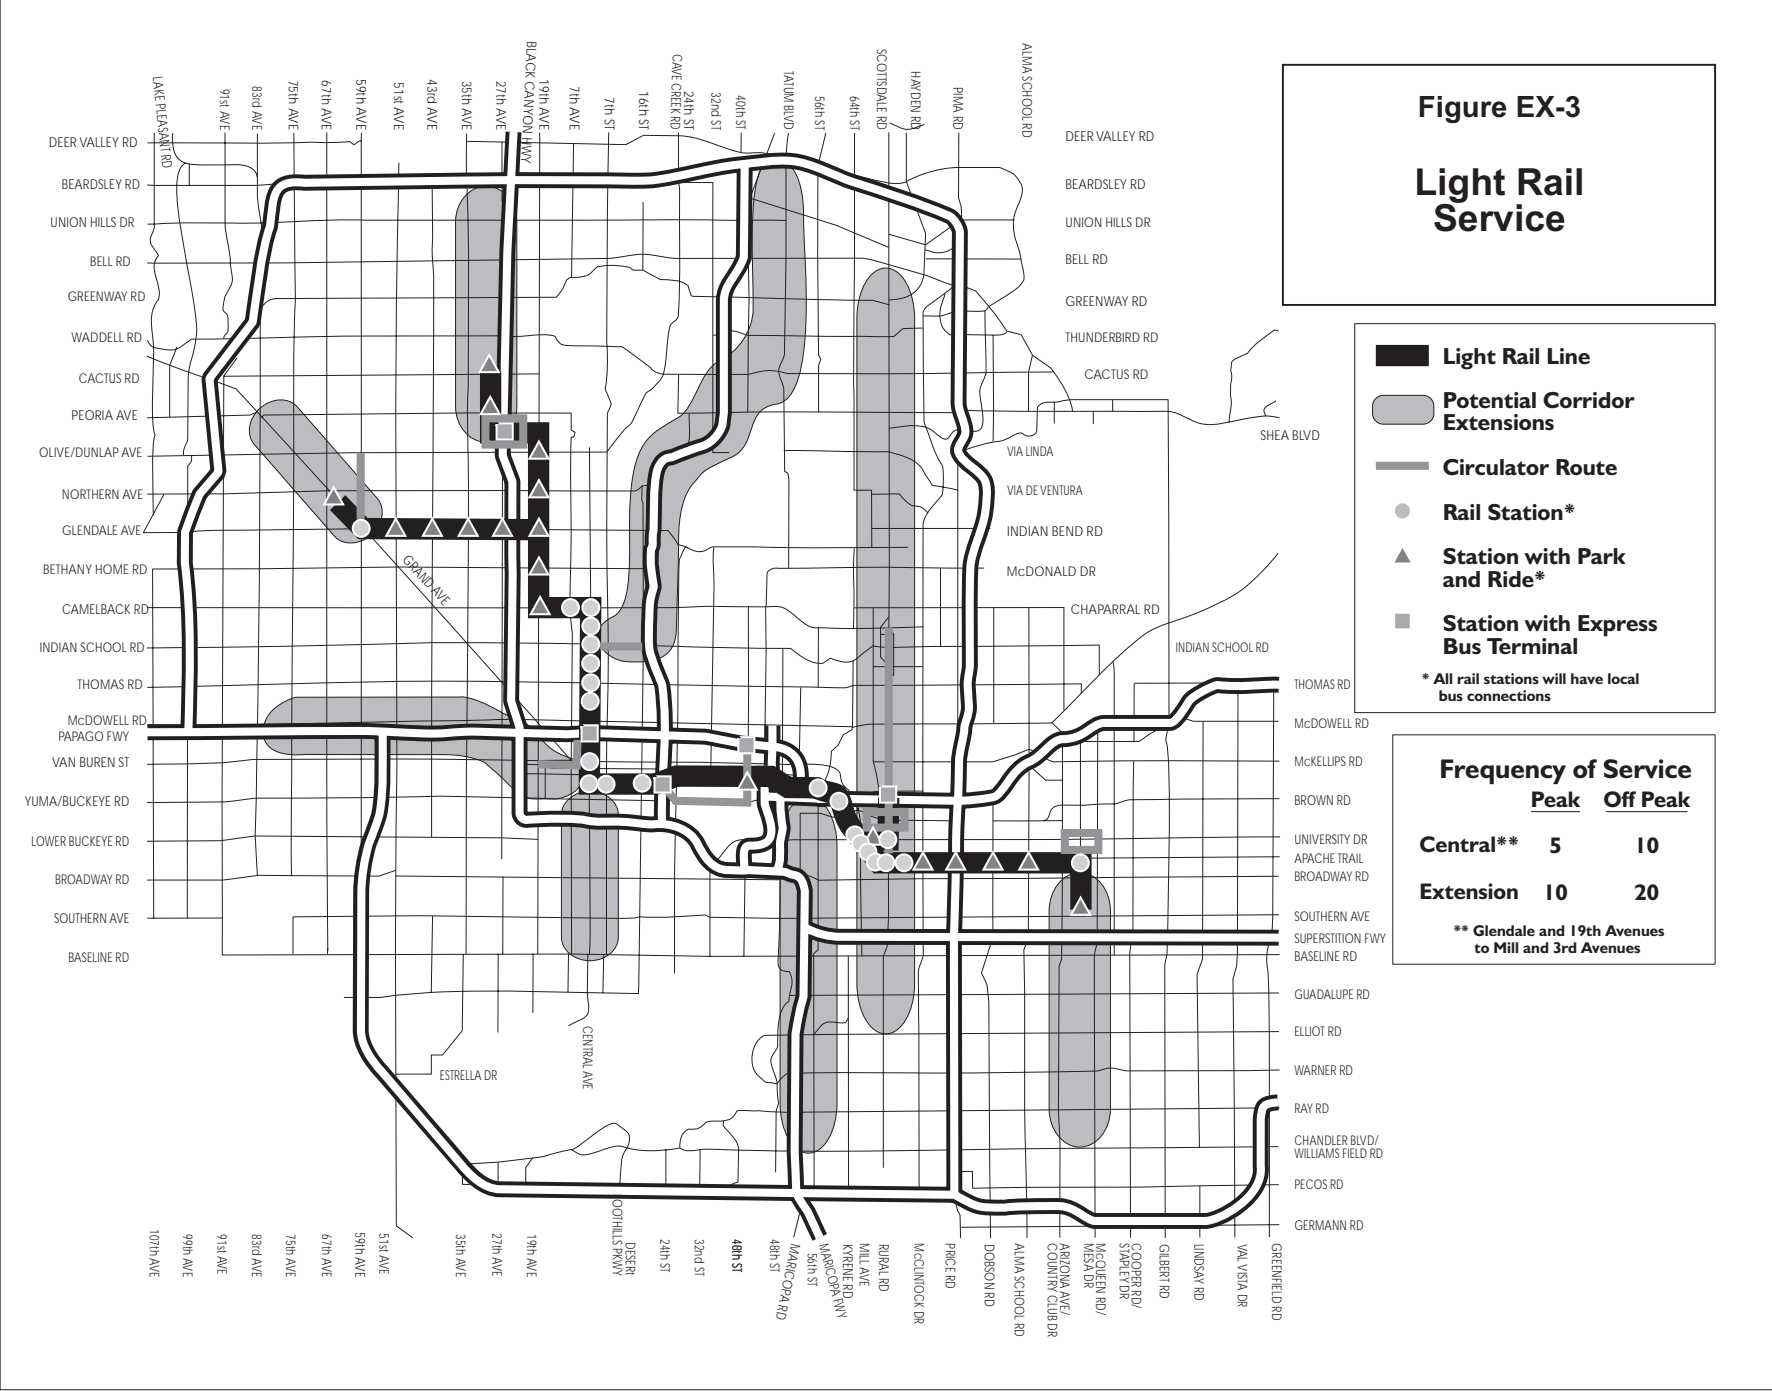 Figure EX-3
Light Rail
Service
Light Rail Line
Potential Corridor
Extensions
Circulator Route
Rail Station*
Station with Park
and Ride*
Station with Express
Bus Terminal
* All rail stations will have local
bus connections
Frequency of Service
Peak Off Peak
Central** 5 10
Extension 10 20
** Glendale and 19th Avenues
to Mill and 3rd Avenues
LAKE PLEASANT RD
91st AVE
83rd AVE
75th AVE
67th AVE
59th AVE
51st AVE
43rd AVE
35th AVE
27th AVE
BLACK CANYON HWY
19th AVE
7th AVE
7th ST
16th ST
CAVE CREEK RD
24th ST
32nd ST
40th ST
TATUM BLVD
56th ST
64th ST
SCOTTSDALE RD
HAYDEN RD
PIMA RD
ALMA SCHOOL RD
DEER VALLEY RD
BEARDSLEY RD
UNION HILLS DR
BELL RD
GREENWAY RD
WADDELL RD
CACTUS RD
PEORIA AVE
OLIVE/DUNLAP AVE
NORTHERN AVE
GLENDALE AVE
BETHANY HOME RD
CAMELBACK RD
INDIAN SCHOOL RD
THOMAS RD
McDOWELL RD
PAPAGO FWY
VAN BUREN ST
YUMA/BUCKEYE RD
LOWER BUCKEYE RD
BROADWAY RD
SOUTHERN AVE
BASELINE RD
GRAND AVE
ESTRELLA DR
CENTRAL AVE
DEER VALLEY RD
BEARDSLEY RD
UNION HILLS DR
BELL RD
GREENWAY RD
THUNDERBIRD RD
CACTUS RD
SHEA BLVD
VIA LINDA
VIA DE VENTURA
INDIAN BEND RD
McDONALD DR
CHAPARRAL RD
INDIAN SCHOOL RD
THOMAS RD
McDOWELL RD
McKELLIPS RD
BROWN RD
UNIVERSITY DR
APACHE TRAIL
BROADWAY RD
SOUTHERN AVE
SUPERSTITION FWY
BASELINE RD
GUADALUPE RD
ELLIOT RD
WARNER RD
RAY RD
CHANDLER BLVD/
WILLIAMS FIELD RD
PECOS RD
GERMANN RD
107th AVE
99th AVE
91st AVE
83rd AVE
75th AVE
67th AVE
59th AVE
51st AVE
35th AVE
27th AVE
19th AVE
DESERT
OOTHILLS PKWY
24th ST
32nd ST
48th ST
MARICOPA RD
56th ST
MARICOPA FWY
KYRENE RD
MILL AVE
RURAL RD
McCLINTOCK DR
PRICE RD
DOBSON RD
ALMA SCHOOL RD
ARIZONA AVE/
COUNTRY CLUB DR
McQUEEN RD/
MESA DR
COOPER RD/
STAPLEY DR
GILBERT RD
LINDSAY RD
VAL VISTA DR
GREENFIELD RD